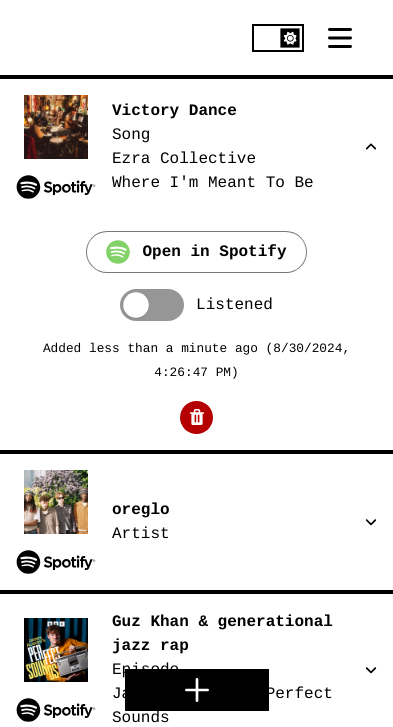 Victory Dance
Song
Ezra Collective
Where I'm Meant To Be
Spotify
Open in Spotify
Listened
Added less than a minute ago (8/30/2024,
4:26:47 PM)
oreglo
Artist
Spotify
Guz Khan & generational
jazz rap
Episode
Perfect
Sounds
PERFECT
SOUNDS
Spotify